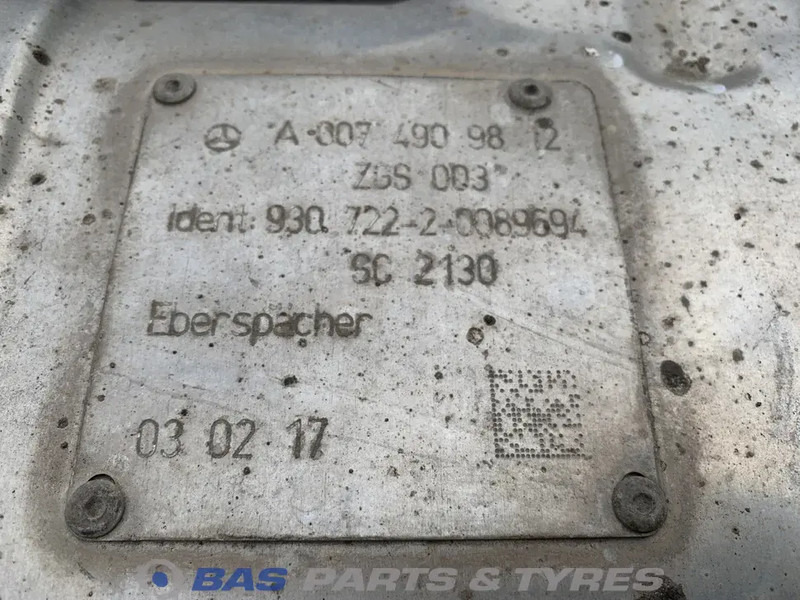 A 007 490 98 12
ZGS 003
Ident: 930.722-2-0089694
SC 2130
Eberspacher
03 02 17
BAS PARTS & TYRES